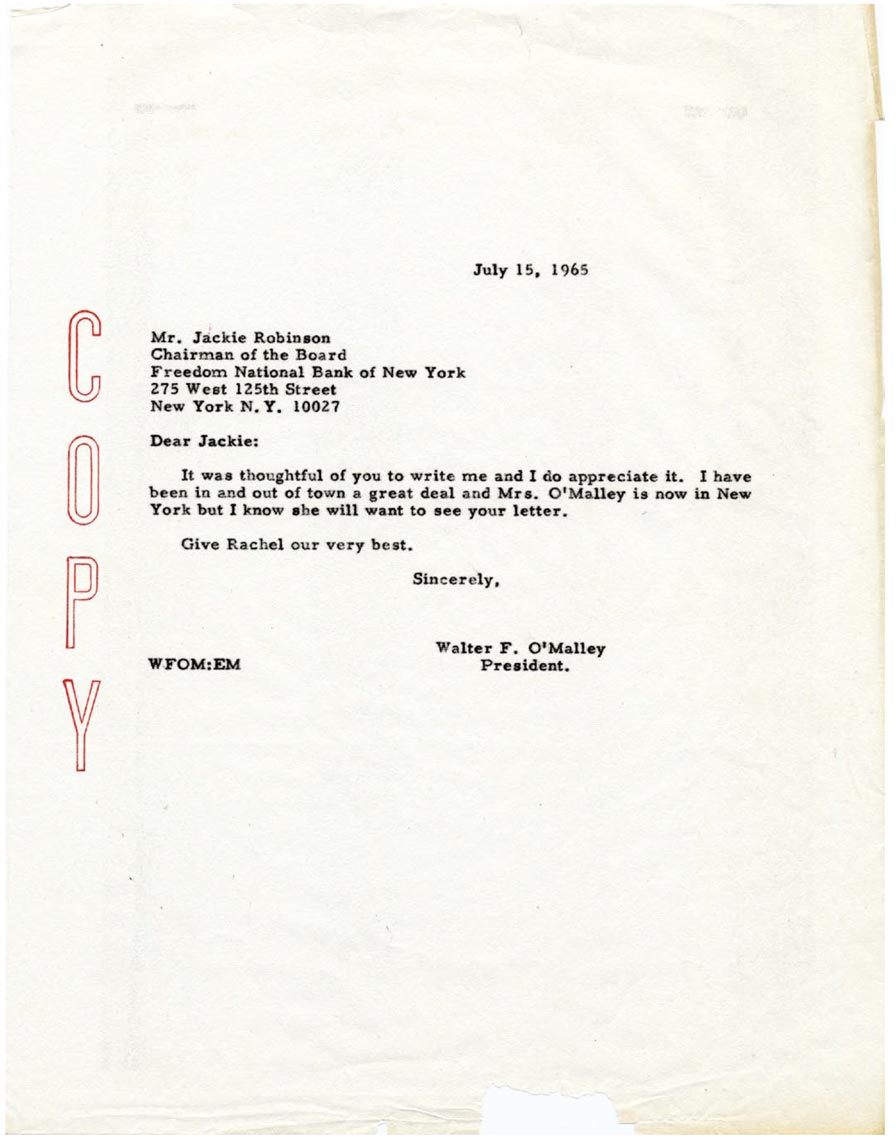 July 15, 1965
COPY
Mr. Jackie Robinson
Chairman of the Board
Freedom National Bank of New York
275 West 125th Street
New York N. Y. 10027
Dear Jackie:
It was thoughtful of you to write me and I do appreciate it. I have
been in and out of town a great deal and Mrs. O'Malley is now in New
York but I know she will want to see your letter.
Give Rachel our very best.
Sincerely,
Walter F. O'Malley
WFOM:EM President.